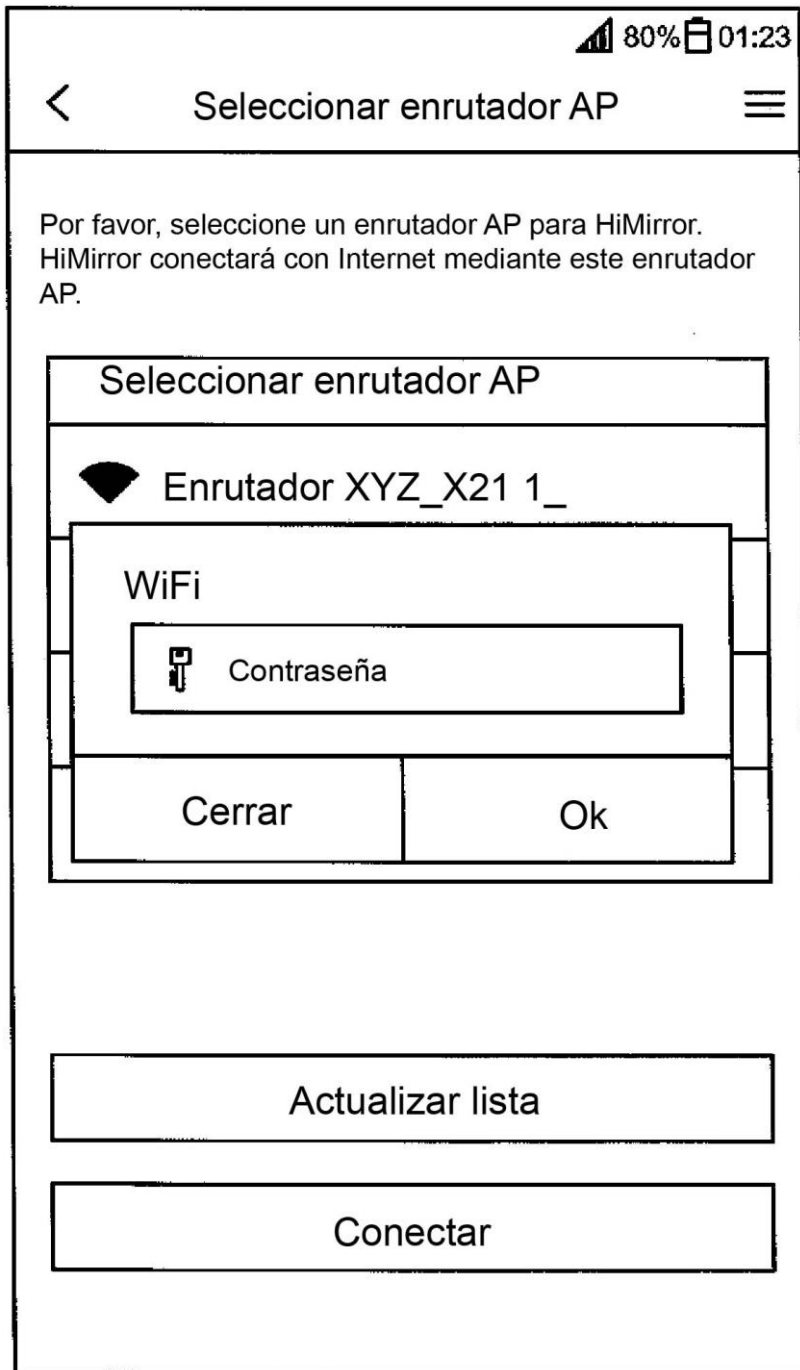 80% 01:23
Seleccionar enrutador AP
Por favor, seleccione un enrutador AP para HiMirror.
HiMirror conectará con Internet mediante este enrutador
AP.
Seleccionar enrutador AP
Enrutador XYZ_X21 1_
WiFi
Contraseña
Cerrar Ok
Actualizar lista
Conectar